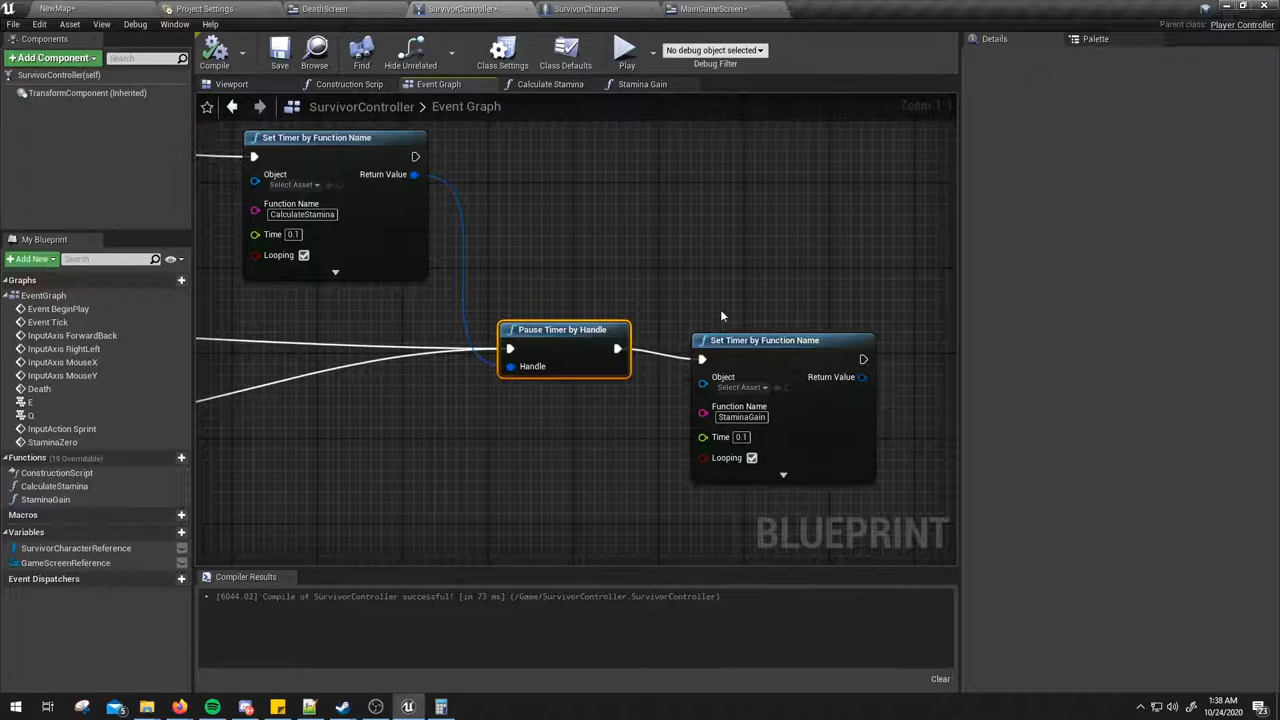 NewMap•
Project Settings
DeathScreen
SurvivorController•
SurvivorCharacter
MainGameScreen•
File Edit Asset View Debug Window Help
Parent class: Player Controller
Components
+Add Component
Search
SurvivorController(self)
TransformComponent (Inherited)
Compile
Save
Browse
Find
Hide Unrelated
Class Settings
Class Defaults
Play
No debug object selected
Debug Filter
Details
Palette
Viewport
Construction Scrip
Event Graph
Calculate Stamina
Stamina Gain
SurvivorController > Event Graph
Zoom 1:1
Set Timer by Function Name
Object
Return Value
Select Asset
Function Name
CalculateStamina
Time 0.1
Looping
Pause Timer by Handle
Handle
Set Timer by Function Name
Object
Return Value
Select Asset
Function Name
StaminaGain
Time 0.1
Looping
BLUEPRINT
My Blueprint
+Add New
Search
Graphs
EventGraph
Event BeginPlay
Event Tick
InputAxis ForwardBack
InputAxis RightLeft
InputAxis MouseX
InputAxis MouseY
Death
E
Q
InputAction Sprint
StaminaZero
Functions (19 Overridable)
ConstructionScript
CalculateStamina
StaminaGain
Macros
Variables
SurvivorCharacterReference
GameScreenReference
Event Dispatchers
Compiler Results
• [6044.02] Compile of SurvivorController successful! [in 73 ms] (/Game/SurvivorController.SurvivorController)
Clear
5
1:38 AM
10/24/2020
23